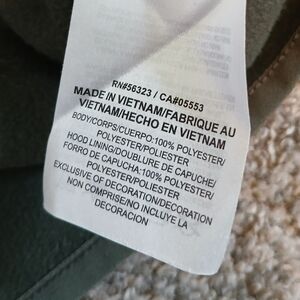 RN#56323 / CA#05553
MADE IN VIETNAM/FABRIQUE AU
VIETNAM/HECHO EN VIETNAM
BODY/CORPS/CUERPO:100% POLYESTER/
POLYESTER/POLIESTER
HOOD LINING/DOUBLURE DE CAPUCHE/
FORRO DE CAPUCHA:100% POLYESTER/
POLYESTER/POLIESTER
EXCLUSIVE OF DECORATION/DECORATION
NON COMPRISE/NO INCLUYE LA
DECORACION